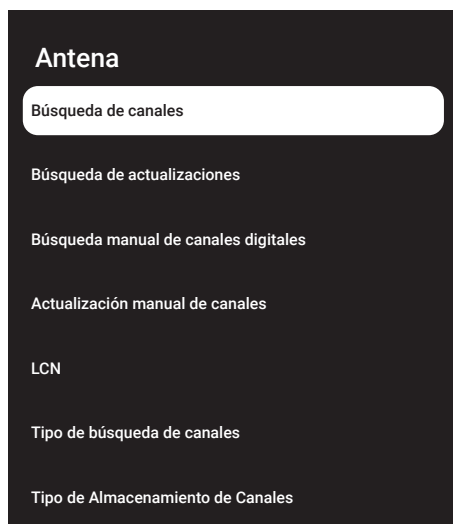 Antena
Búsqueda de canales
Búsqueda de actualizaciones
Búsqueda manual de canales digitales
Actualización manual de canales
LCN
Tipo de búsqueda de canales
Tipo de Almacenamiento de Canales